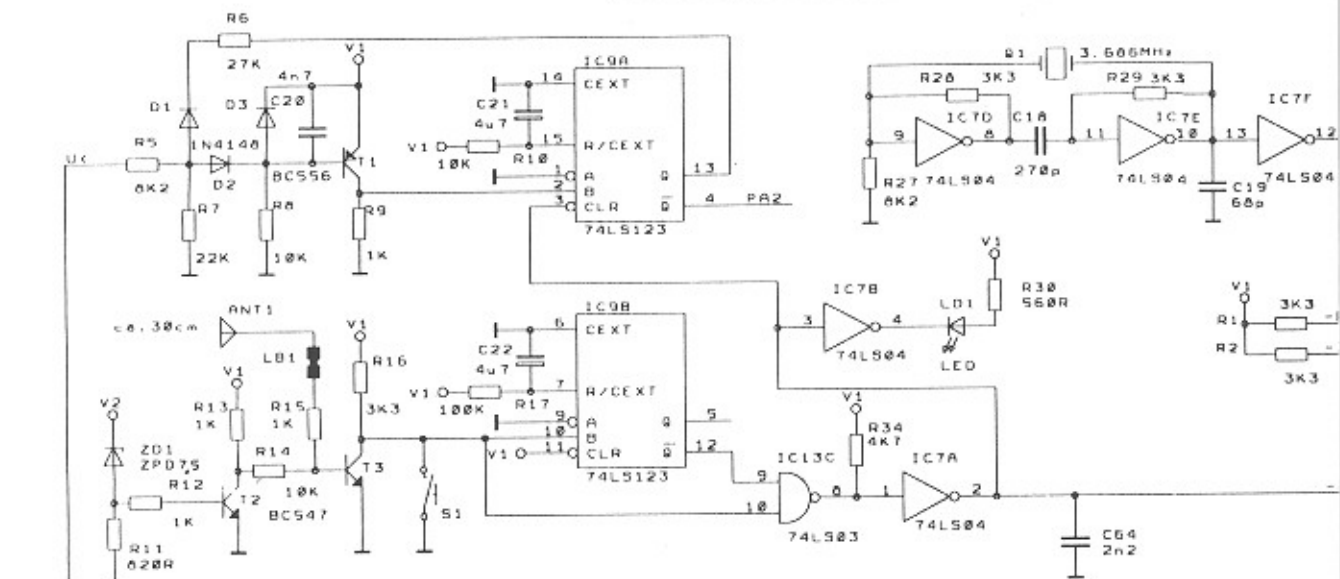 R6
27K
V1
IC9A
Q1
3.686MHz
4n7
C20
14
CEXT
R28
3K3
R29
3K3
IC7F
D1
D3
C21
4u7
IC7D
C18
IC7E
R5
1N4148
V1
15
R/CEXT
9
8
11
10
13
12
U<
8K2
D2
BC556
T1
10K
R10
1
A
13
74LS04
270p
74LS04
C19
74LS04
2
B
Q
R27
8K2
68p
R7
R8
R9
3
CLR
Q
4
PA2
22K
10K
1K
74LS123
V1
ANT1
IC9B
IC7B
LD1
R30
560R
V1
ca.30cm
V1
6
CEXT
3
4
R1
3K3
LB1
R16
C22
4u7
74LS04
LED
R2
V1
7
R/CEXT
3K3
V2
R13
1K
R15
1K
3K3
V1
100K
R17
9
A
Q
5
V1
R34
4K7
ZD1
ZPD7,5
R14
10
B
IC13C
IC7A
R12
T3
V1
11
CLR
Q
12
9
T2
10K
74LS123
8
1
2
1K
BC547
S1
10
R11
820R
74LS03
74LS04
C64
2n2